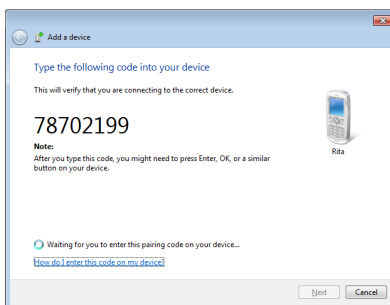 Add a device
Type the following code into your device
This will verify that you are connecting to the correct device.
78702199
Note:
After you type this code, you might need to press Enter, OK, or a similar
button on your device.
Rita
Waiting for you to enter this pairing code on your device...
How do I enter this code on my device?
Next
Cancel